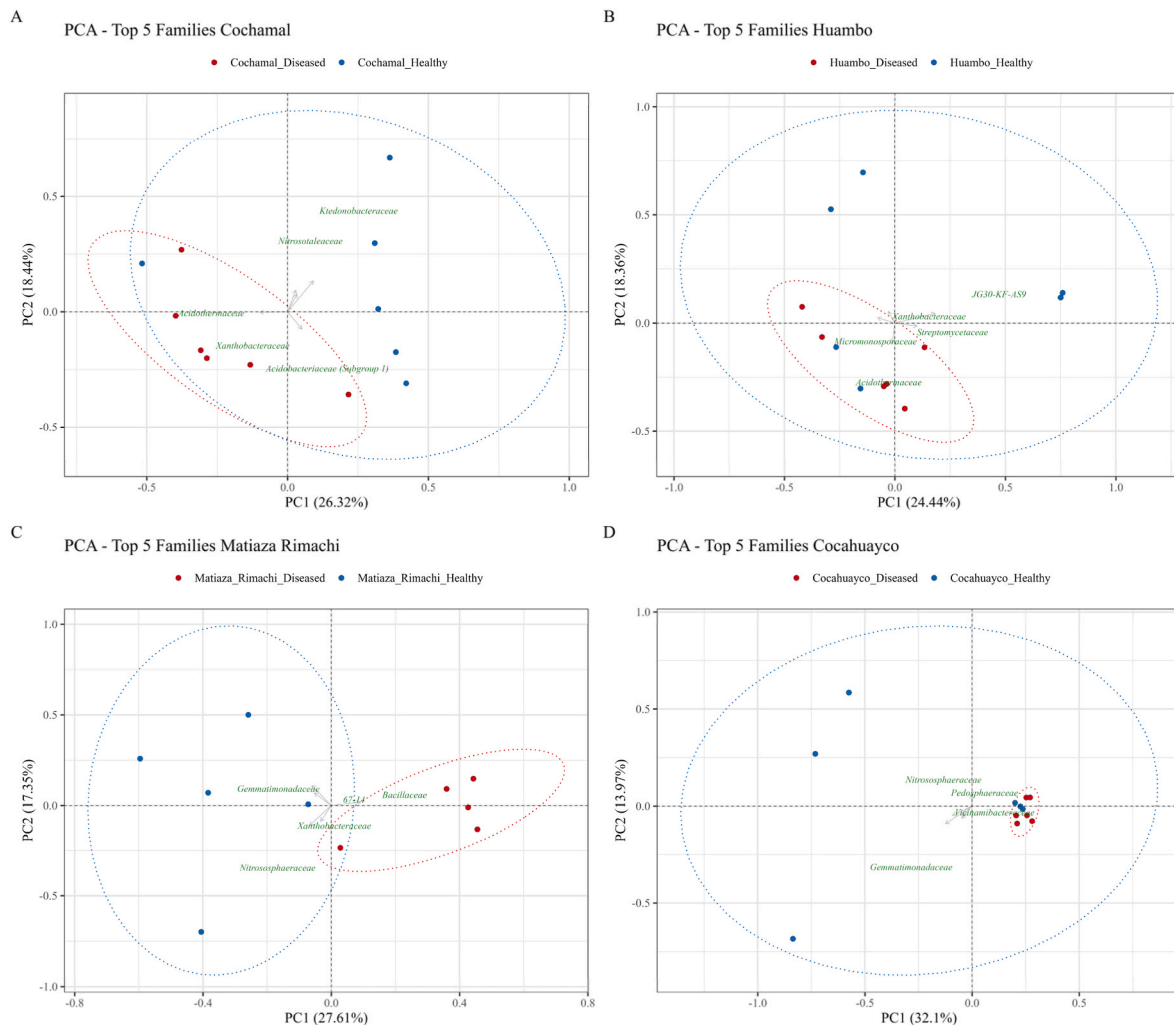 A
PCA - Top 5 Families Cochamal
Cochamal_Diseased Cochamal_Healthy
0.5
0.0
-0.5
PC2 (18.44%)
Ktedonobacteraceae
Nitrosotaleaceae
Acidothermaceae
Xanthobacteraceae
Acidobacteriaceae (Subgroup 1)
-0.5 0.0 0.5 1.0
PC1 (26.32%)
B
PCA - Top 5 Families Huambo
Huambo_Diseased Huambo_Healthy
1.0
0.5
0.0
-0.5
PC2 (18.36%)
JG30-KF-AS9
Xanthobacteraceae
Streptomycetaceae
Micromonosporaceae
Acidothermaceae
-1.0 -0.5 0.0 0.5 1.0
PC1 (24.44%)
C
PCA - Top 5 Families Matiaza Rimachi
Matiaza_Rimachi_Diseased Matiaza_Rimachi_Healthy
1.0
0.5
0.0
-0.5
-1.0
PC2 (17.35%)
Gemmatimonadaceae
67-14
Bacillaceae
Xanthobacteraceae
Nitrososphaeraceae
-0.8 -0.4 0.0 0.4 0.8
PC1 (27.61%)
D
PCA - Top 5 Families Cocahuayco
Cocahuayco_Diseased Cocahuayco_Healthy
1.0
0.5
0.0
-0.5
PC2 (13.97%)
Nitrososphaeraceae
Pedosphaeraceae
Vicinamibacteraceae
Gemmatimonadaceae
-1.0 -0.5 0.0 0.5
PC1 (32.1%)